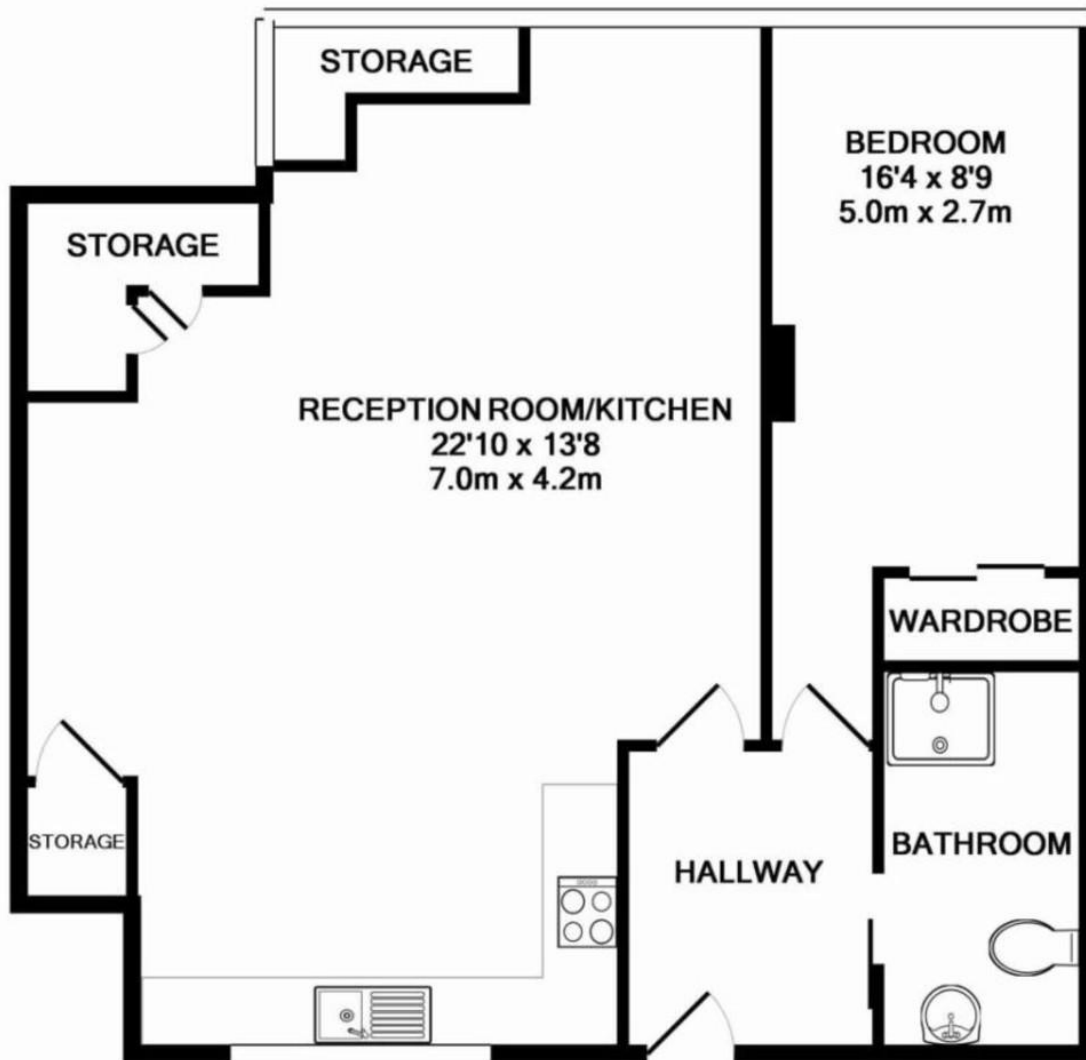 STORAGE
BEDROOM
16'4 x 8'9
5.0m x 2.7m
STORAGE
RECEPTION ROOM/KITCHEN
22'10 x 13'8
7.0m x 4.2m
WARDROBE
STORAGE
BATHROOM
HALLWAY